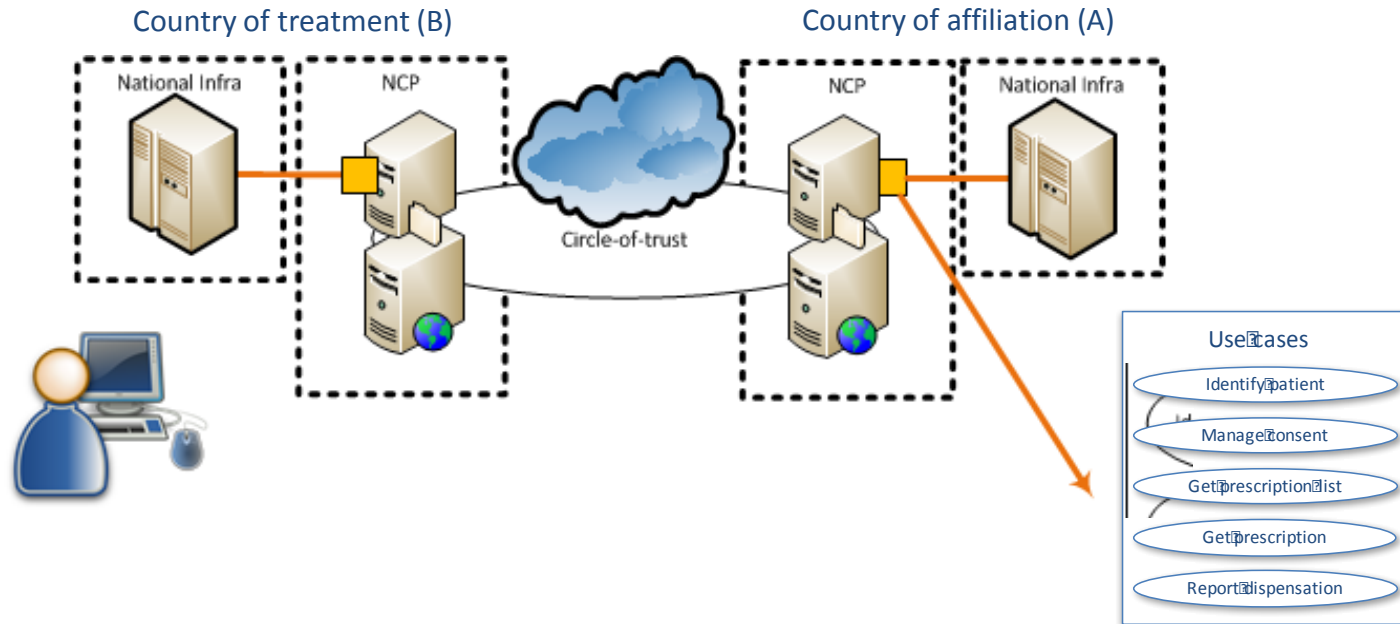 Country of treatment (B)
Country of affiliation (A)
National Infra
NCP
NCP
National Infra
Circle-of-trust
Use cases
Identify patient
Manage consent
Get prescription list
Get prescription
Report dispensation